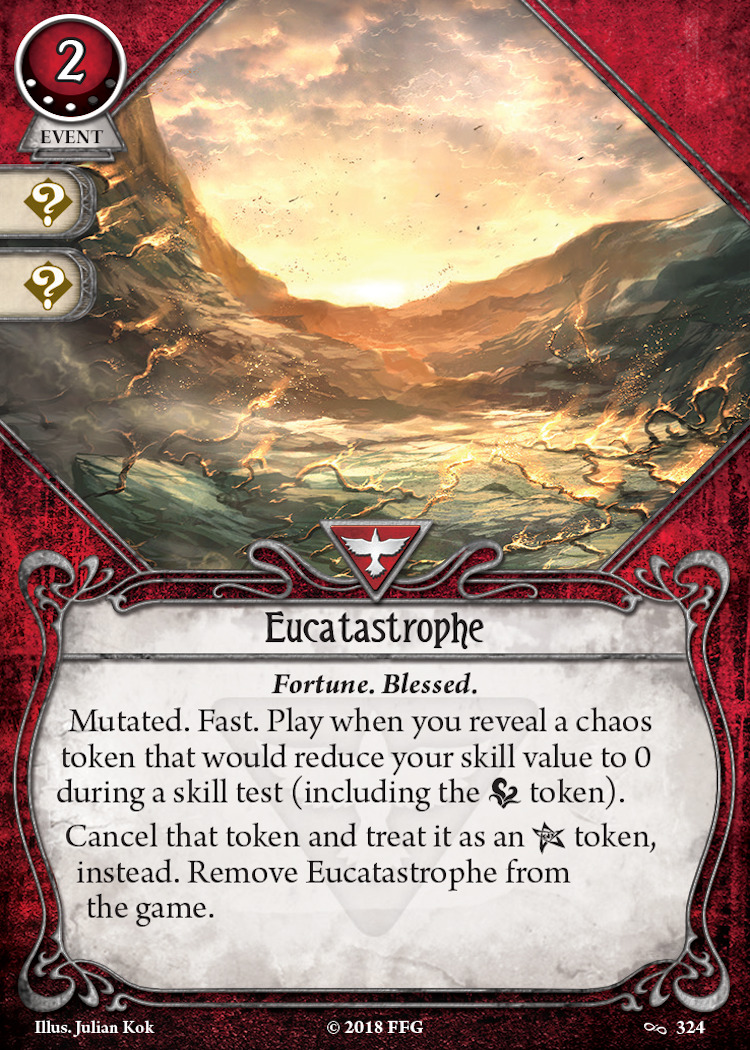 2
EVENT
?
?
Eucatastrophe
Fortune. Blessed.
Mutated. Fast. Play when you reveal a chaos
token that would reduce your skill value to 0
during a skill test (including the token).
Cancel that token and treat it as an token,
instead. Remove Eucatastrophe from
the game.
Illus. Julian Kok
© 2018 FFG
324